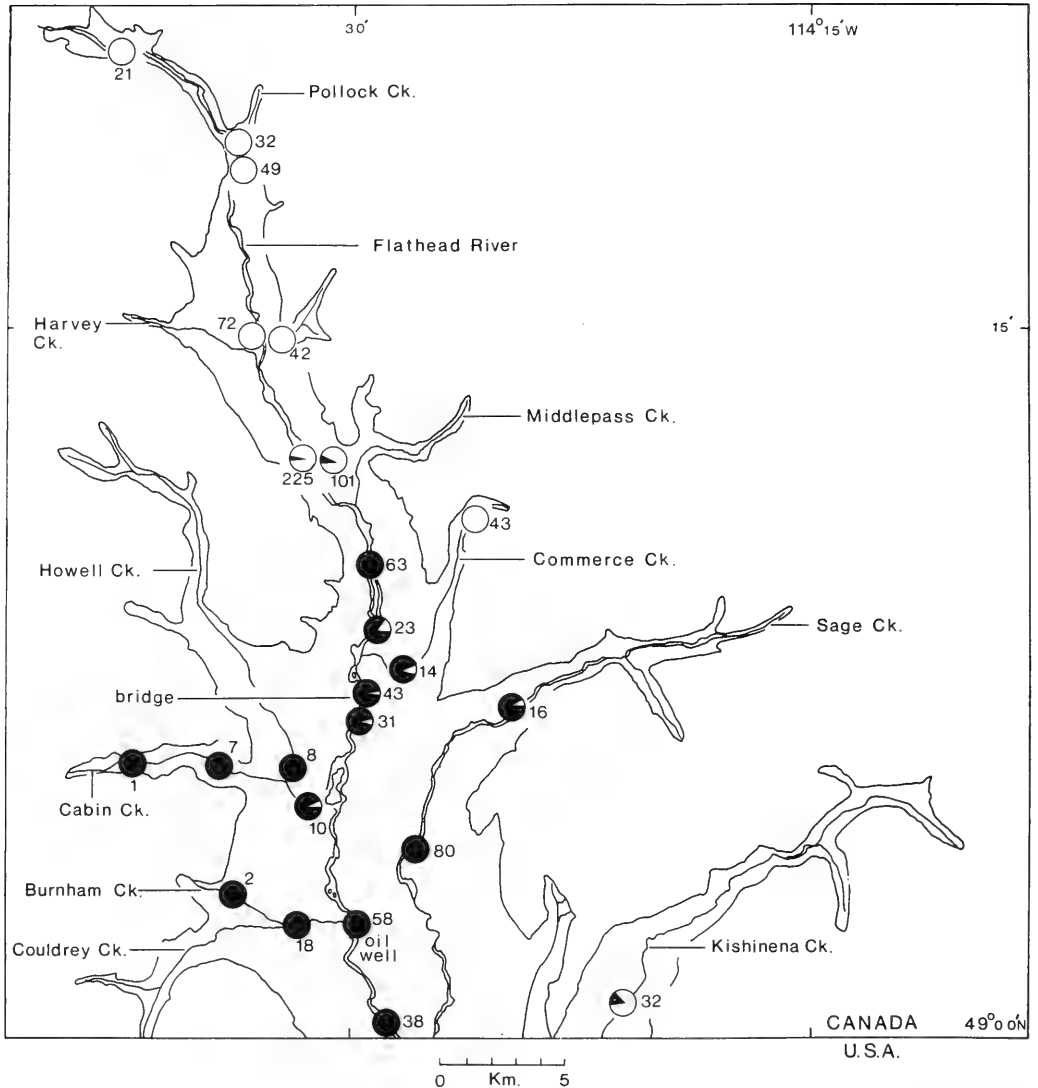 30′
114°15′W
21
Pollock Ck.
32
49
Flathead River
Harvey
Ck.
72
42
15′
Middlepass Ck.
225
101
43
Commerce Ck.
Howell Ck.
63
23
Sage Ck.
14
bridge
43
31
16
7
8
1
Cabin Ck.
10
80
Burnham Ck.
2
58
oil
well
18
Couldrey Ck.
Kishinena Ck.
32
38
CANADA
49°00′N
U.S.A.
0 Km. 5